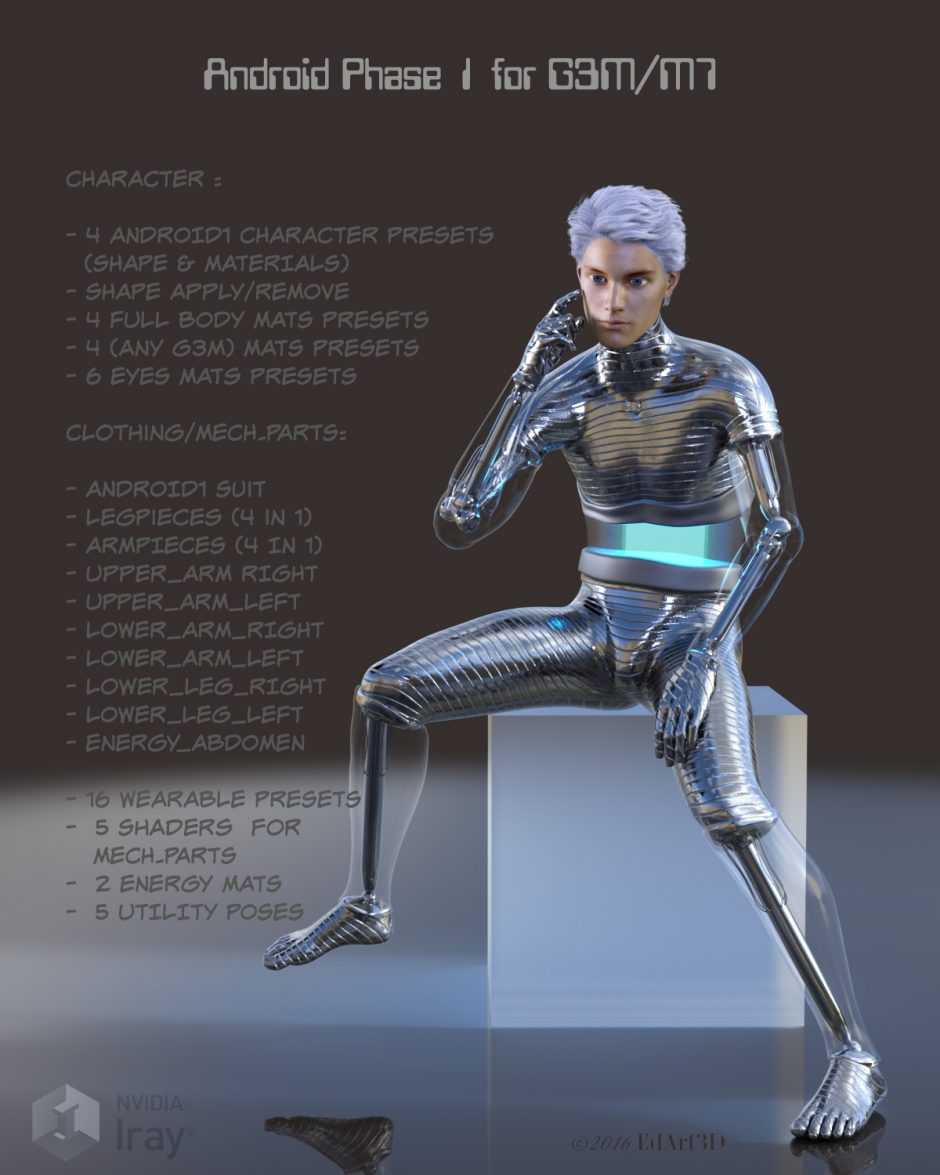 Android Phase 1 for G3M/M7
CHARACTER :
- 4 ANDROID1 CHARACTER PRESETS
(SHAPE & MATERIALS)
- SHAPE APPLY/REMOVE
- 4 FULL BODY MATS PRESETS
- 4 (ANY G3M) MATS PRESETS
- 6 EYES MATS PRESETS
CLOTHING/MECH_PARTS:
- ANDROID1 SUIT
- LEGPIECES (4 IN 1)
- ARMPIECES (4 IN 1)
- UPPER_ARM RIGHT
- UPPER_ARM_LEFT
- LOWER_ARM_RIGHT
- LOWER_ARM_LEFT
- LOWER_LEG_RIGHT
- LOWER_LEG_LEFT
- ENERGY_ABDOMEN
- 16 WEARABLE PRESETS
- 5 SHADERS FOR
MECH_PARTS
- 2 ENERGY MATS
- 5 UTILITY POSES
NVIDIA
Iray
©2016 EdArt3D